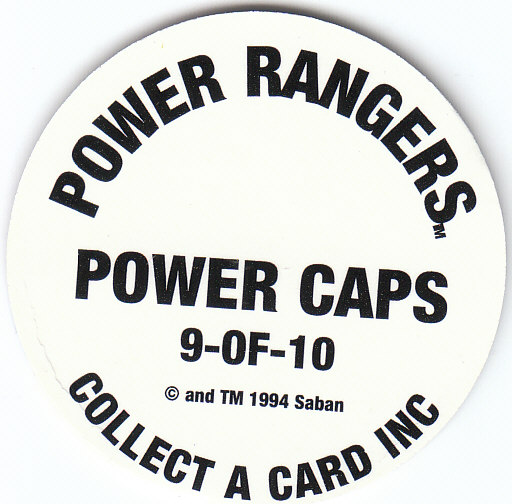 POWER RANGERS™
POWER CAPS
9-OF-10
© and TM 1994 Saban
COLLECT A CARD INC